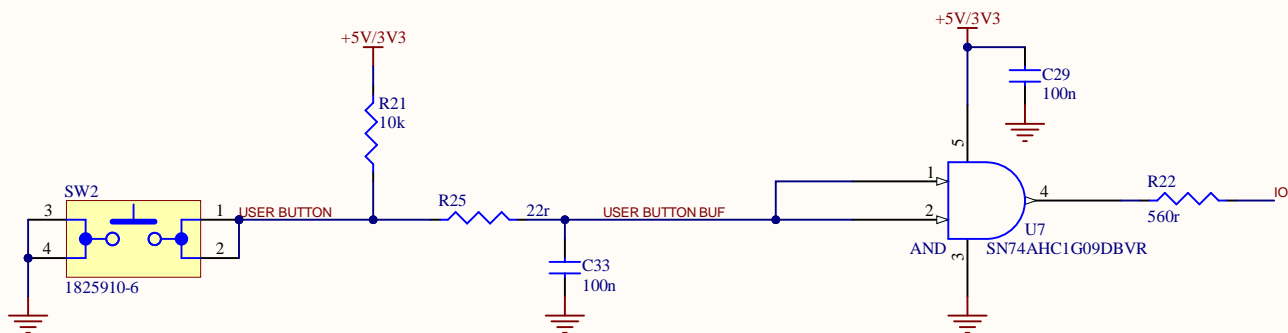 +5V/3V3
+5V/3V3
C29
100n
R21
10k
5
SW2
3
1
USER BUTTON
4
2
1825910-6
R25
22r
USER BUTTON BUF
C33
100n
1
2
4
U7
AND
SN74AHC1G09DBVR
3
R22
560r
IO